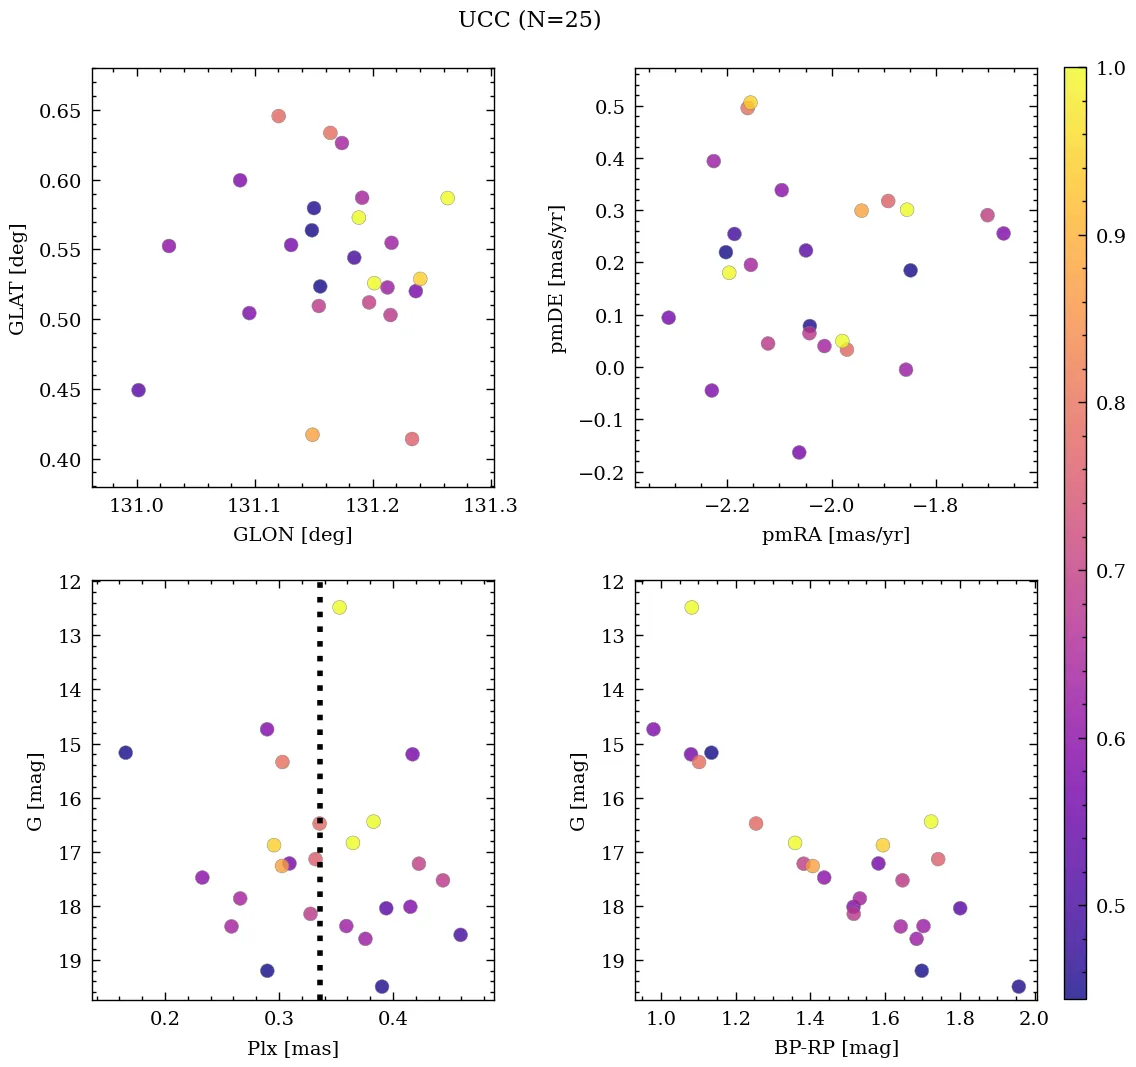 UCC (N=25)
0.65
0.60
0.55
0.50
0.45
0.40
GLAT [deg]
131.0 131.1 131.2 131.3
GLON [deg]
0.5
0.4
0.3
0.2
0.1
0.0
−0.1
−0.2
pmDE [mas/yr]
−2.2 −2.0 −1.8
pmRA [mas/yr]
12
13
14
15
16
17
18
19
G [mag]
0.2 0.3 0.4
Plx [mas]
12
13
14
15
16
17
18
19
G [mag]
1.0 1.2 1.4 1.6 1.8 2.0
BP-RP [mag]
1.0
0.9
0.8
0.7
0.6
0.5